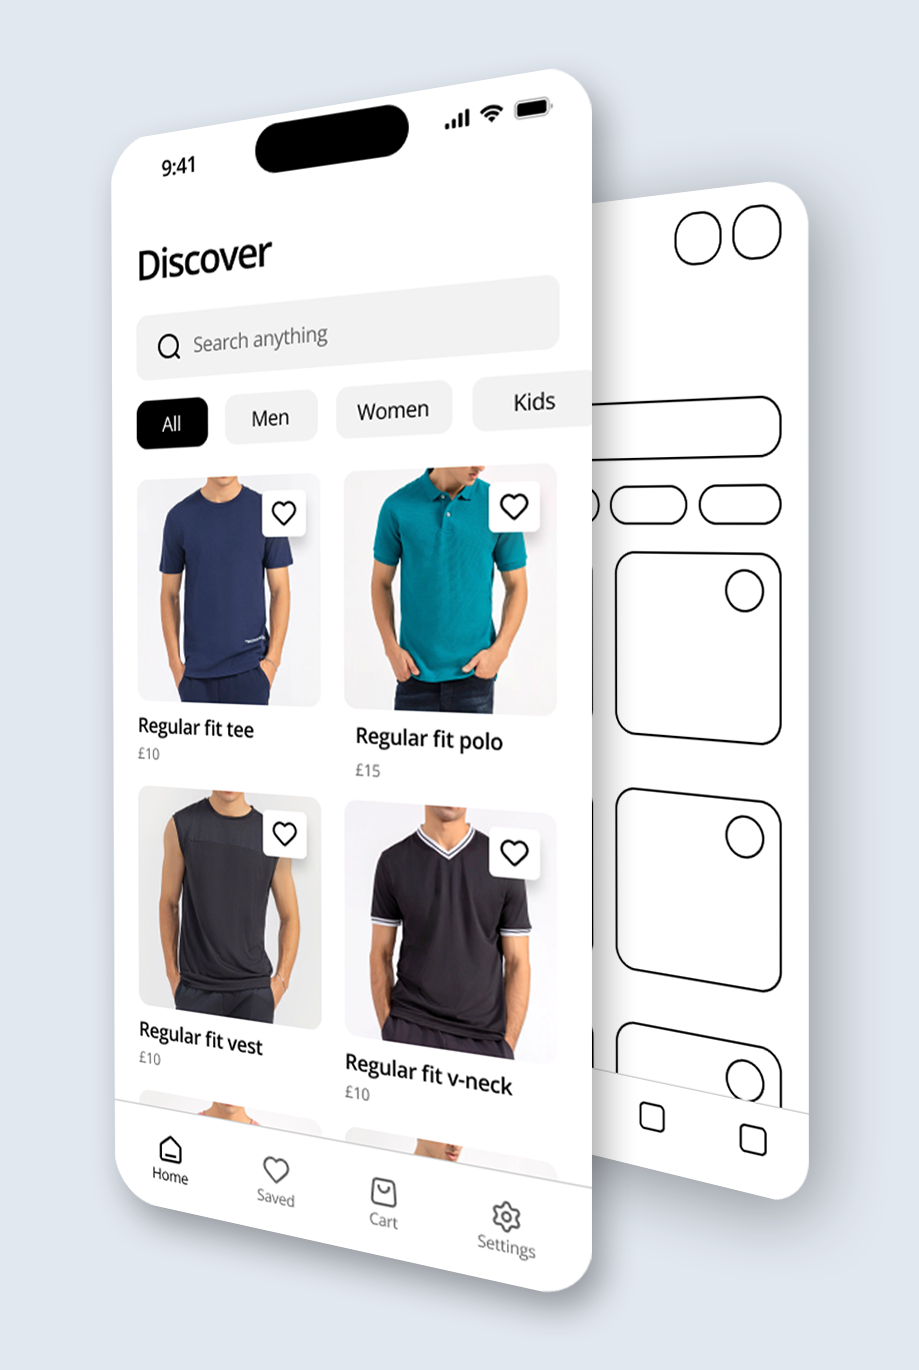 9:41
Discover
Search anything
All Men Women Kids
Regular fit tee
£10
Regular fit polo
£15
Regular fit vest
£10
Regular fit v-neck
£10
Home Saved Cart Settings